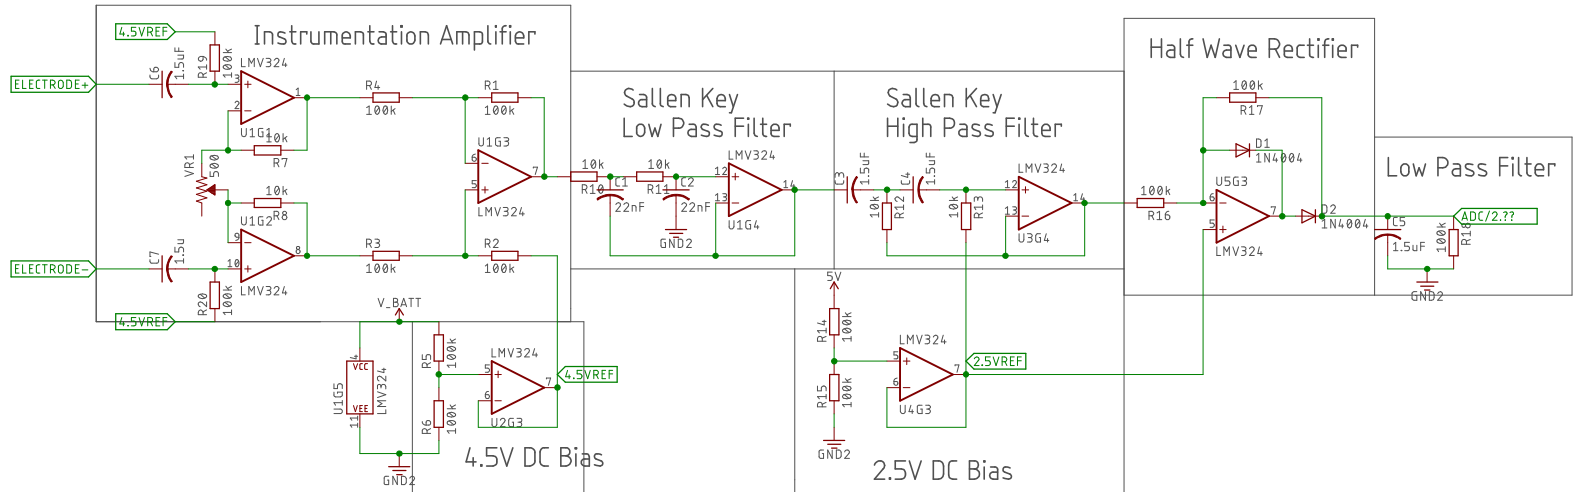 Instrumentation Amplifier
4.5VREF
R19
100k
C6
1.5uF
ELECTRODE+
LMV324
3
2
1
U1G1
10k
R7
VR1
500
10k
R8
U1G2
9
10
8
LMV324
C7
1.5u
ELECTRODE-
R20
100k
4.5VREF
R4
100k
R1
100k
U1G3
6
5
7
LMV324
R3
100k
R2
100k
Sallen Key
Low Pass Filter
10k
R10
C1
22nF
10k
R11
C2
22nF
GND2
LMV324
12
13
14
U1G4
Sallen Key
High Pass Filter
C3
1.5uF
C4
1.5uF
10k
R12
10k
R13
LMV324
12
13
14
U3G4
Half Wave Rectifier
100k
R17
D1
1N4004
100k
R16
U5G3
6
5
7
LMV324
D2
1N4004
Low Pass Filter
ADC/2.??
C5
1.5uF
100k
R18
GND2
V_BATT
4
VCC
U1G5
LMV324
VEE
11
R5
100k
R6
100k
GND2
LMV324
5
6
7
U2G3
4.5VREF
4.5V DC Bias
5V
R14
100k
R15
100k
GND2
LMV324
5
6
7
U4G3
2.5VREF
2.5V DC Bias